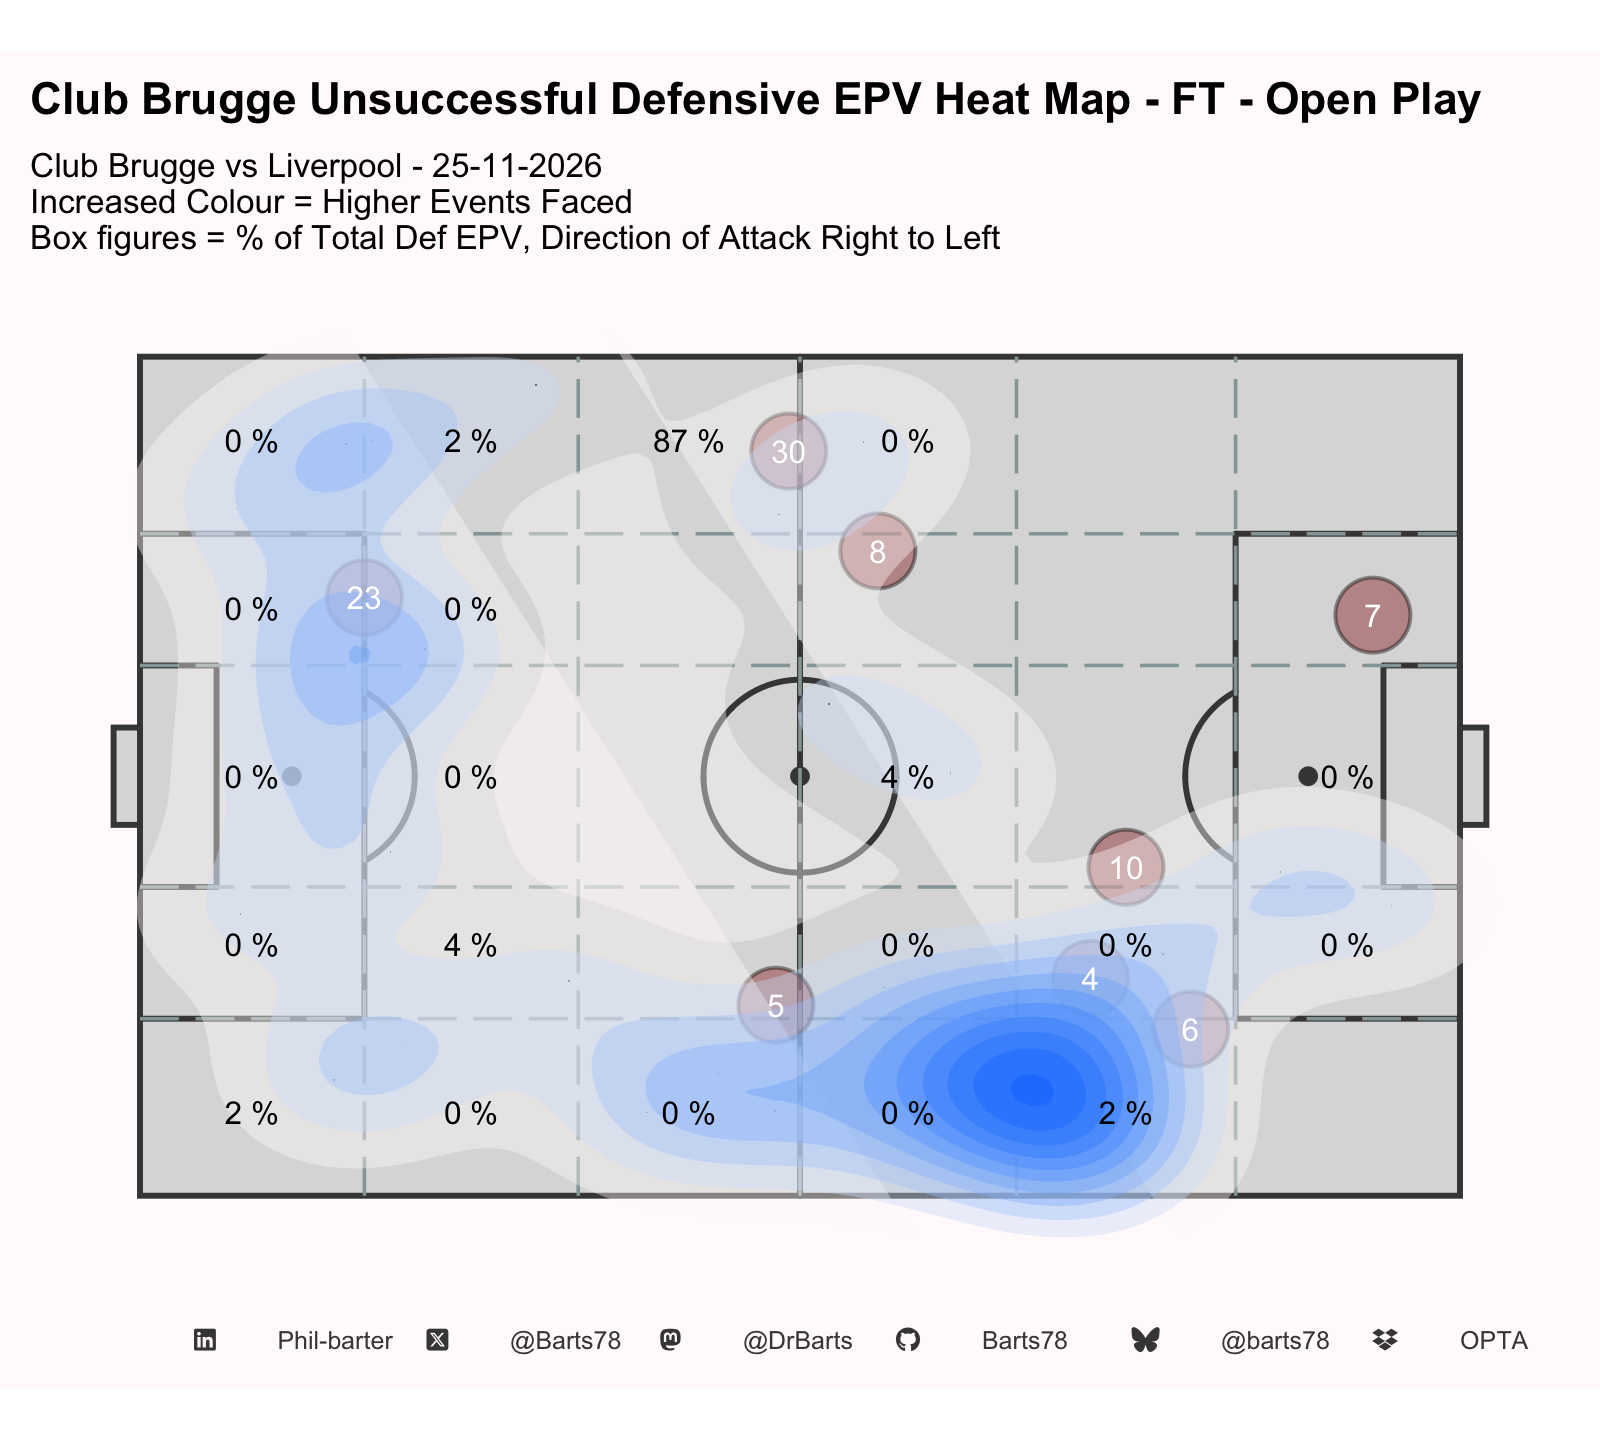 Club Brugge Unsuccessful Defensive EPV Heat Map - FT - Open Play
Club Brugge vs Liverpool - 25-11-2026
Increased Colour = Higher Events Faced
Box figures = % of Total Def EPV, Direction of Attack Right to Left
0 % 2 % 87 % 30 0 %
8
0 % 23 0 % 7
0 % 0 % 4 % 0 %
10
0 % 4 % 0 % 0 % 0 %
4
5 6
2 % 0 % 0 % 0 % 2 %
Phil-barter @Barts78 @DrBarts Barts78 @barts78 OPTA